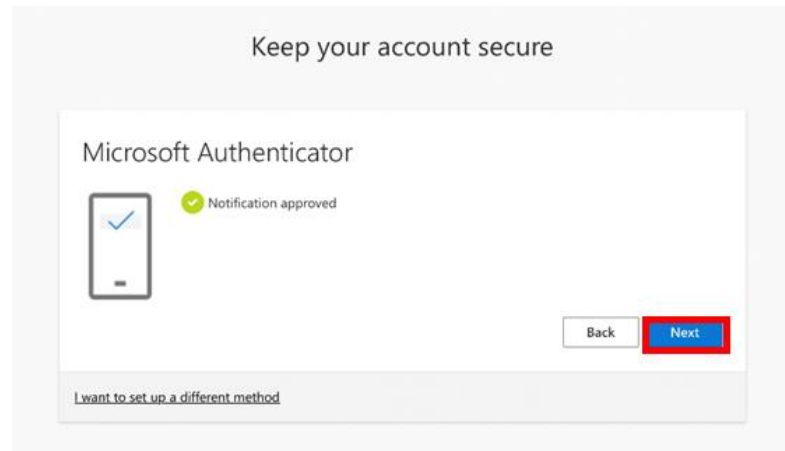 Keep your account secure
Microsoft Authenticator
Notification approved
Back Next
I want to set up a different method